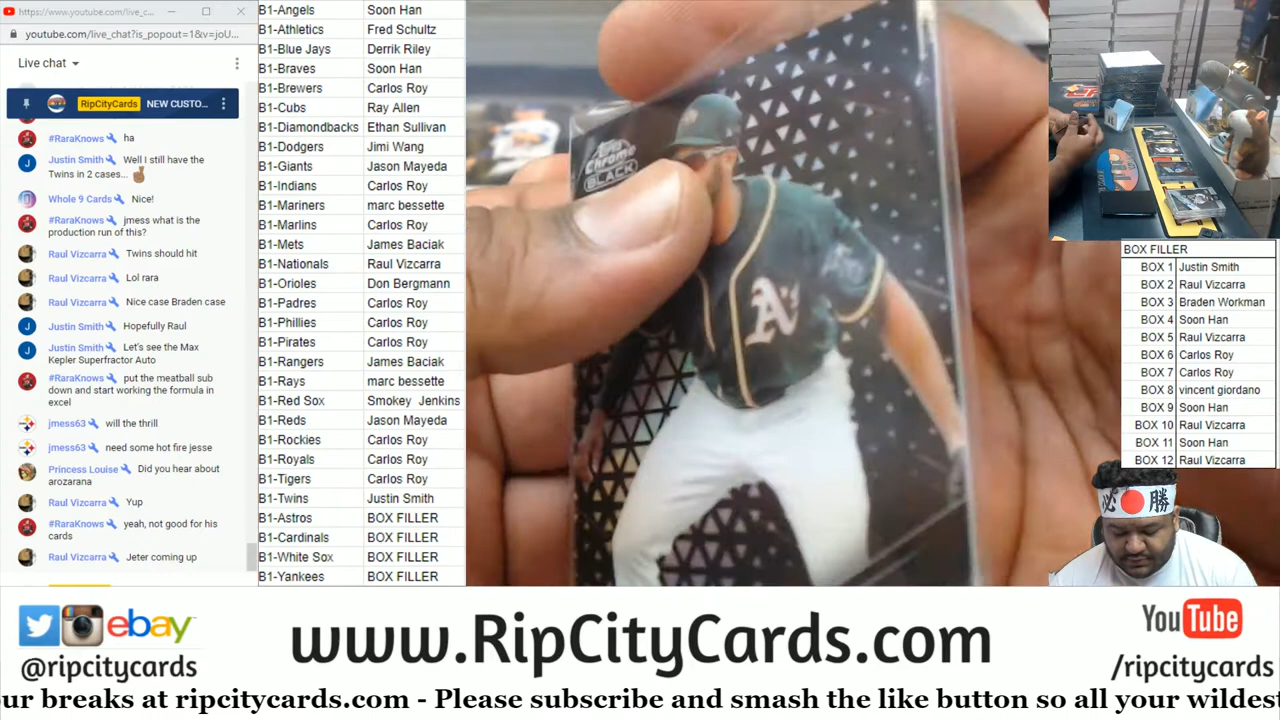 https://www.youtube.com/live_c...
youtube.com/live_chat?is_popout=1&v=joU...
Live chat
RipCityCards NEW CUSTO...
#RaraKnows ha
Justin Smith Well I still have the
Twins in 2 cases...
Whole 9 Cards Nice!
#RaraKnows jmess what is the
production run of this?
Raul Vizcarra Twins should hit
Raul Vizcarra Lol rara
Raul Vizcarra Nice case Braden case
Justin Smith Hopefully Raul
Justin Smith Let's see the Max
Kepler Superfractor Auto
#RaraKnows put the meatball sub
down and start working the formula in
excel
jmess63 will the thrill
jmess63 need some hot fire jesse
Princess Louise Did you hear about
arozarana
Raul Vizcarra Yup
#RaraKnows yeah, not good for his
cards
Raul Vizcarra Jeter coming up
B1-Angels Soon Han
B1-Athletics Fred Schultz
B1-Blue Jays Derrik Riley
B1-Braves Soon Han
B1-Brewers Carlos Roy
B1-Cubs Ray Allen
B1-Diamondbacks Ethan Sullivan
B1-Dodgers Jimi Wang
B1-Giants Jason Mayeda
B1-Indians Carlos Roy
B1-Mariners marc bessette
B1-Marlins Carlos Roy
B1-Mets James Baciak
B1-Nationals Raul Vizcarra
B1-Orioles Don Bergmann
B1-Padres Carlos Roy
B1-Phillies Carlos Roy
B1-Pirates Carlos Roy
B1-Rangers James Baciak
B1-Rays marc bessette
B1-Red Sox Smokey Jenkins
B1-Reds Jason Mayeda
B1-Rockies Carlos Roy
B1-Royals Carlos Roy
B1-Tigers Carlos Roy
B1-Twins Justin Smith
B1-Astros BOX FILLER
B1-Cardinals BOX FILLER
B1-White Sox BOX FILLER
B1-Yankees BOX FILLER
Topps
Chrome
BLACK
A's
BOX FILLER
BOX 1 Justin Smith
BOX 2 Raul Vizcarra
BOX 3 Braden Workman
BOX 4 Soon Han
BOX 5 Raul Vizcarra
BOX 6 Carlos Roy
BOX 7 Carlos Roy
BOX 8 vincent giordano
BOX 9 Soon Han
BOX 10 Raul Vizcarra
BOX 11 Soon Han
BOX 12 Raul Vizcarra
必 勝
ebay
@ripcitycards
www.RipCityCards.com
YouTube
/ripcitycards
our breaks at ripcitycards.com - Please subscribe and smash the like button so all your wildest